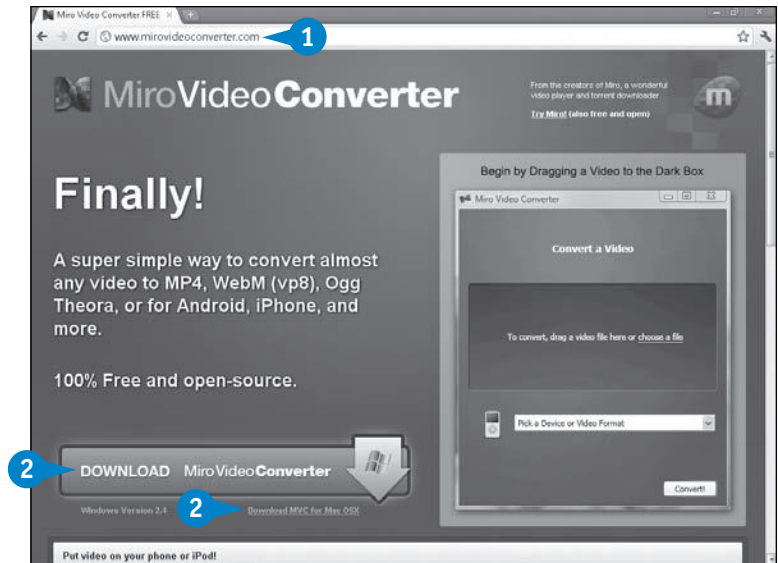 Miro Video Converter FREE
www.mirovideoconverter.com
1
MiroVideoConverter
From the creators of Miro, a wonderful
video player and torrent downloader
Try Miro! (also free and open)
m
Finally!
A super simple way to convert almost
any video to MP4, WebM (vp8), Ogg
Theora, or for Android, iPhone, and
more.
100% Free and open-source.
2
DOWNLOAD MiroVideoConverter
Windows Version 2.4
2
Download MVC for Mac OSX
Begin by Dragging a Video to the Dark Box
Miro Video Converter
Convert a Video
To convert, drag a video file here or choose a file
Pick a Device or Video Format
Convert!
Put video on your phone or iPod!